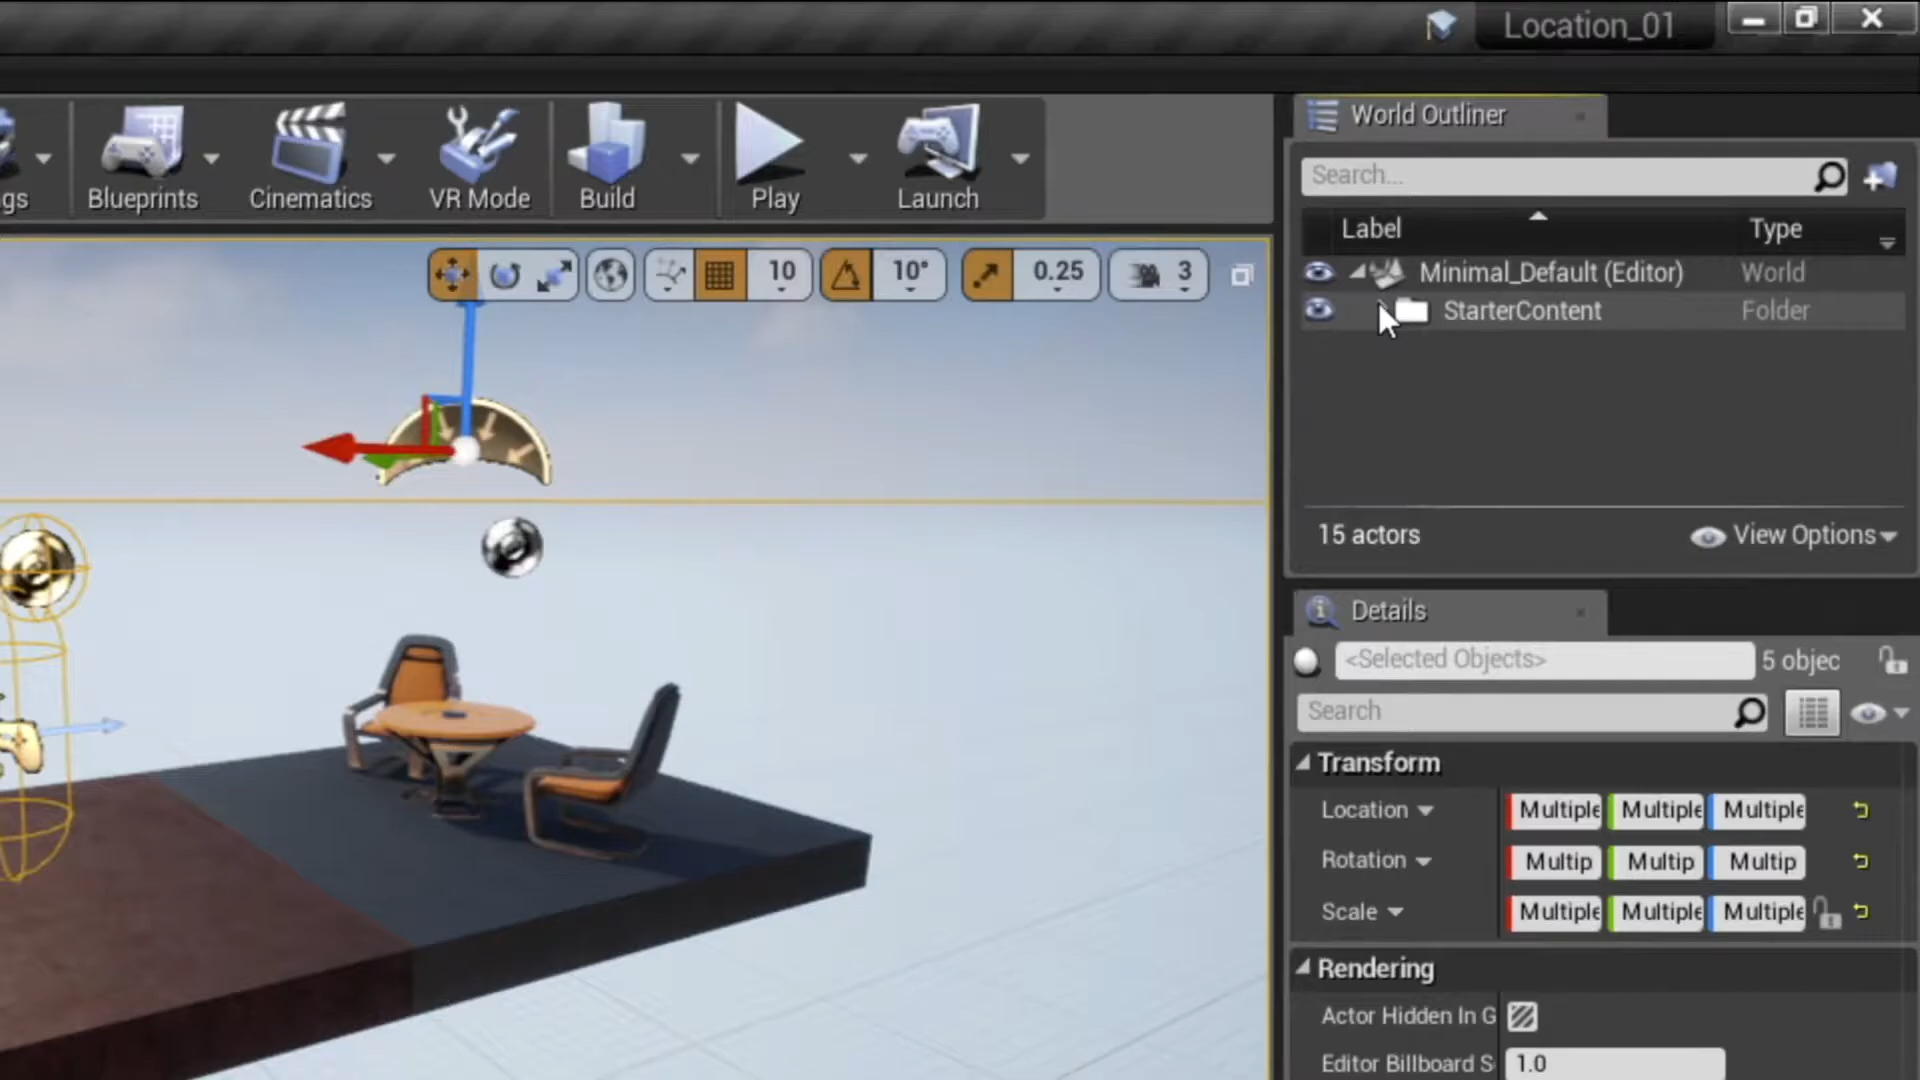 Location_01
gs
Blueprints
Cinematics
VR Mode
Build
Play
Launch
World Outliner
Search...
Label
Type
10
10°
0.25
3
Minimal_Default (Editor)
World
StarterContent
Folder
15 actors
View Options
Details
<Selected Objects>
5 objec
Search
Transform
Location
Multiple
Multiple
Multiple
Rotation
Multip
Multip
Multip
Scale
Multiple
Multiple
Multiple
Rendering
Actor Hidden In G
Editor Billboard S
1.0